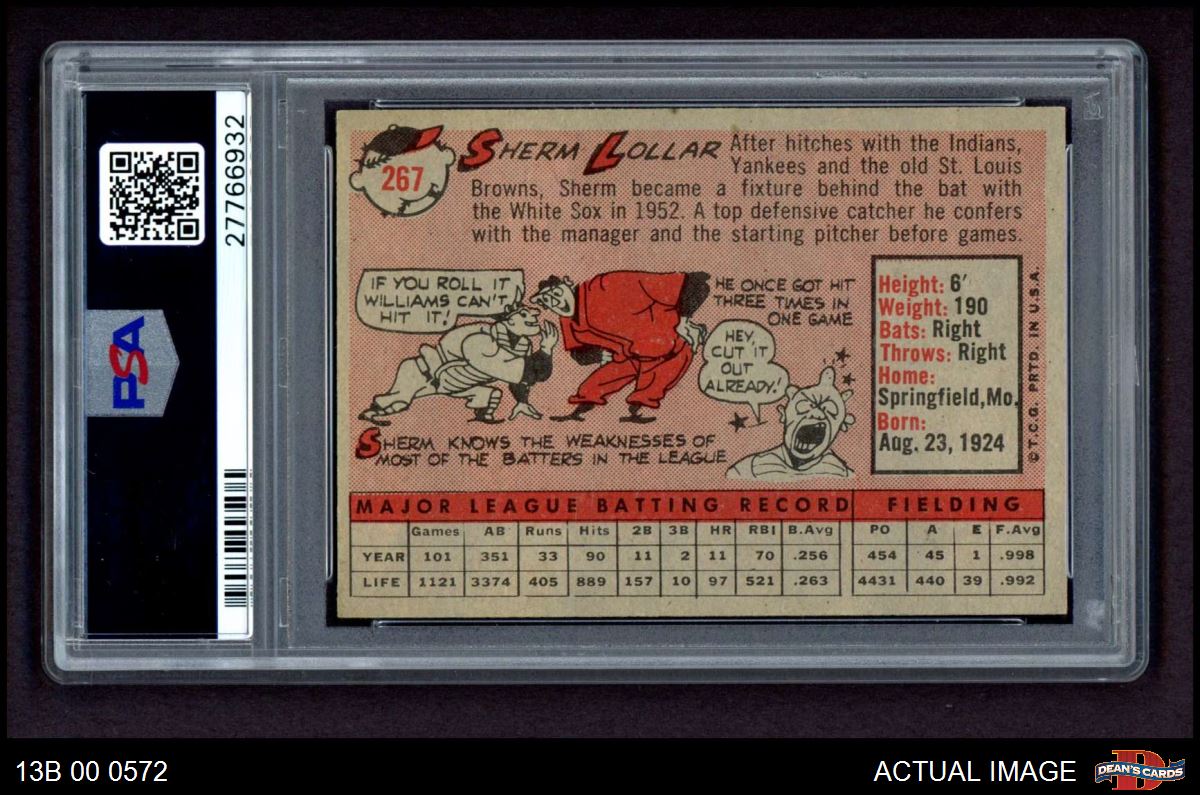 27766932
PSA
267
SHERM LOLLAR
After hitches with the Indians,
Yankees and the old St. Louis
Browns, Sherm became a fixture behind the bat with
the White Sox in 1952. A top defensive catcher he confers
with the manager and the starting pitcher before games.
IF YOU ROLL IT
WILLIAMS CAN'T
HIT IT!
HE ONCE GOT HIT
THREE TIMES IN
ONE GAME
HEY,
CUT IT
OUT
ALREADY!
SHERM KNOWS THE WEAKNESSES OF
MOST OF THE BATTERS IN THE LEAGUE
Height: 6′
Weight: 190
Bats: Right
Throws: Right
Home:
Springfield,Mo.
Born:
Aug. 23, 1924
©T.C.G. PRTD. IN U.S.A.
MAJOR LEAGUE BATTING RECORD FIELDING
Games AB Runs Hits 2B 3B HR RBI B.Avg PO A E F.Avg
YEAR 101 351 33 90 11 2 11 70 .256 454 45 1 .998
LIFE 1121 3374 405 889 157 10 97 521 .263 4431 440 39 .992
13B 00 0572
ACTUAL IMAGE
DEAN'S CARDS